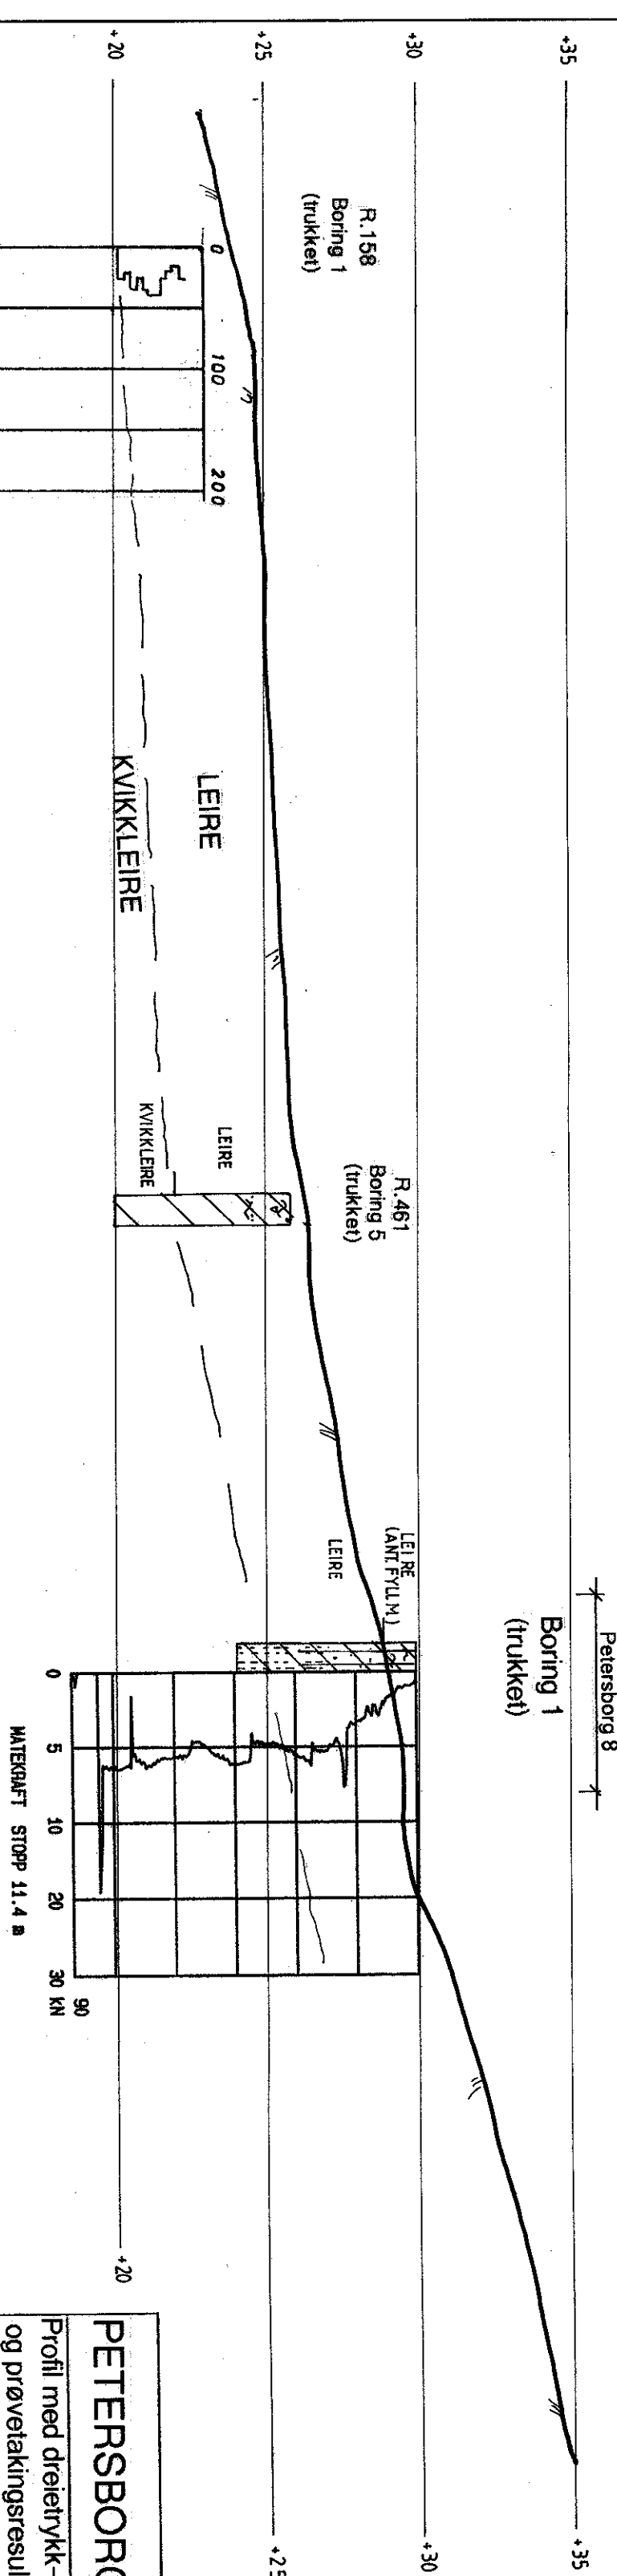 +35
+30
+25
+20
R.158
Boring 1
(trukket)
0
100
200
LEIRE
KVIKKLEIRE
R.461
Boring 5
(trukket)
LEIRE
KVIKKLEIRE
Petersborg 8
Boring 1
(trukket)
LEIRE
(ANT.FYLLM.)
LEIRE
0
5
10
20
30 KN
90
MATEKRAFT STOPP 11.4 m
+35
+30
+25
+20
PETERSBORG
Profil med dreietrykk-
og prøvetakingsresul